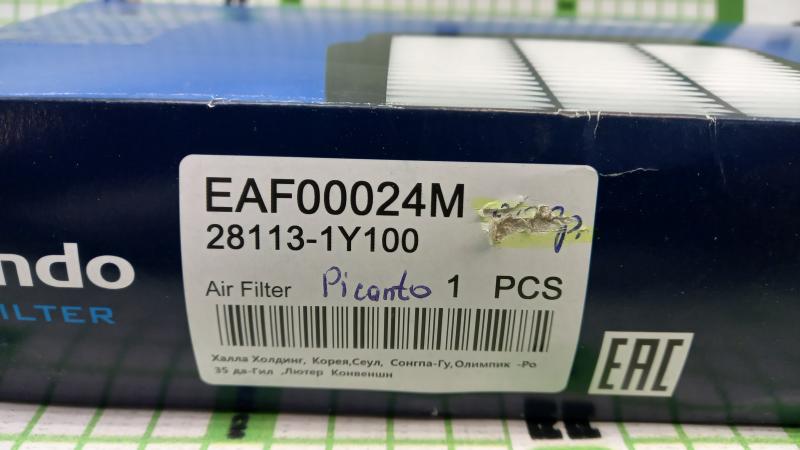 EAF00024M
28113-1Y100
ndo
Air Filter Picanto 1 PCS
ILTER
Халла Холдинг, Корея,Сеул, Сонгпа-Гу,Олимпик -Ро
35 да-Гил ,Лютер Конвеншн
EAC